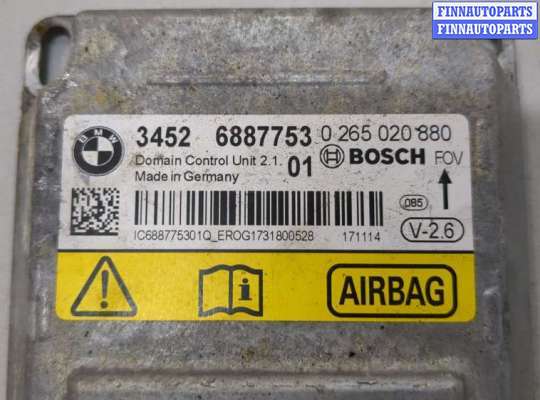 FINNAUTOPARTS
FINNAUTOPARTS
BMW
3452 6887753 0 265 020 880
Domain Control Unit 2.1. 01 BOSCH FOV
Made in Germany
085
IC688775301Q_EROG1731800528 171114 V-2.6
AIRBAG